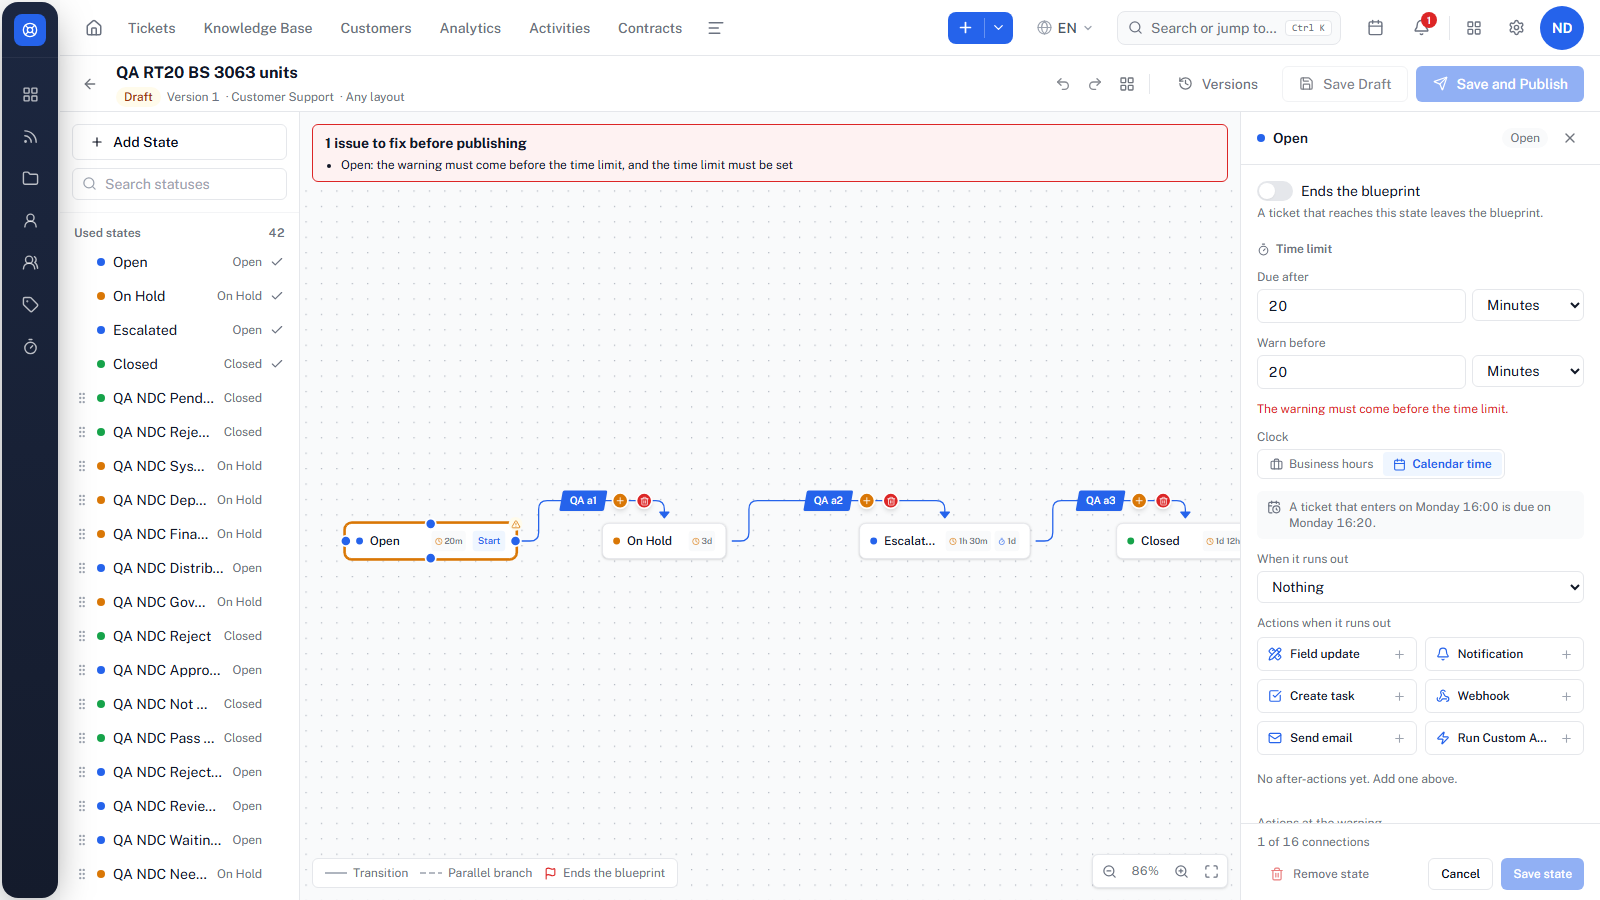 Tickets
Knowledge Base
Customers
Analytics
Activities
Contracts
EN
Search or jump to...
Ctrl K
1
ND
QA RT20 BS 3063 units
Draft
Version 1 · Customer Support · Any layout
Versions
Save Draft
Save and Publish
Add State
Search statuses
Used states 42
Open Open
On Hold On Hold
Escalated Open
Closed Closed
QA NDC Pend... Closed
QA NDC Reje... Closed
QA NDC Sys... On Hold
QA NDC Dep... On Hold
QA NDC Fina... On Hold
QA NDC Distrib... Open
QA NDC Gov... On Hold
QA NDC Reject Closed
QA NDC Appro... Open
QA NDC Not ... Closed
QA NDC Pass ... Closed
QA NDC Reject... Open
QA NDC Revie... Open
QA NDC Waitin... Open
QA NDC Nee... On Hold
1 issue to fix before publishing
• Open: the warning must come before the time limit, and the time limit must be set
QA a1
QA a2
QA a3
Open 20m Start
On Hold 3d
Escalat... 1h 30m 1d
Closed 1d 12h
Transition
Parallel branch
Ends the blueprint
86%
Open
Open
Ends the blueprint
A ticket that reaches this state leaves the blueprint.
Time limit
Due after
20 Minutes
Warn before
20 Minutes
The warning must come before the time limit.
Clock
Business hours
Calendar time
A ticket that enters on Monday 16:00 is due on
Monday 16:20.
When it runs out
Nothing
Actions when it runs out
Field update
Notification
Create task
Webhook
Send email
Run Custom A...
No after-actions yet. Add one above.
Actions at the warning
1 of 16 connections
Remove state
Cancel
Save state